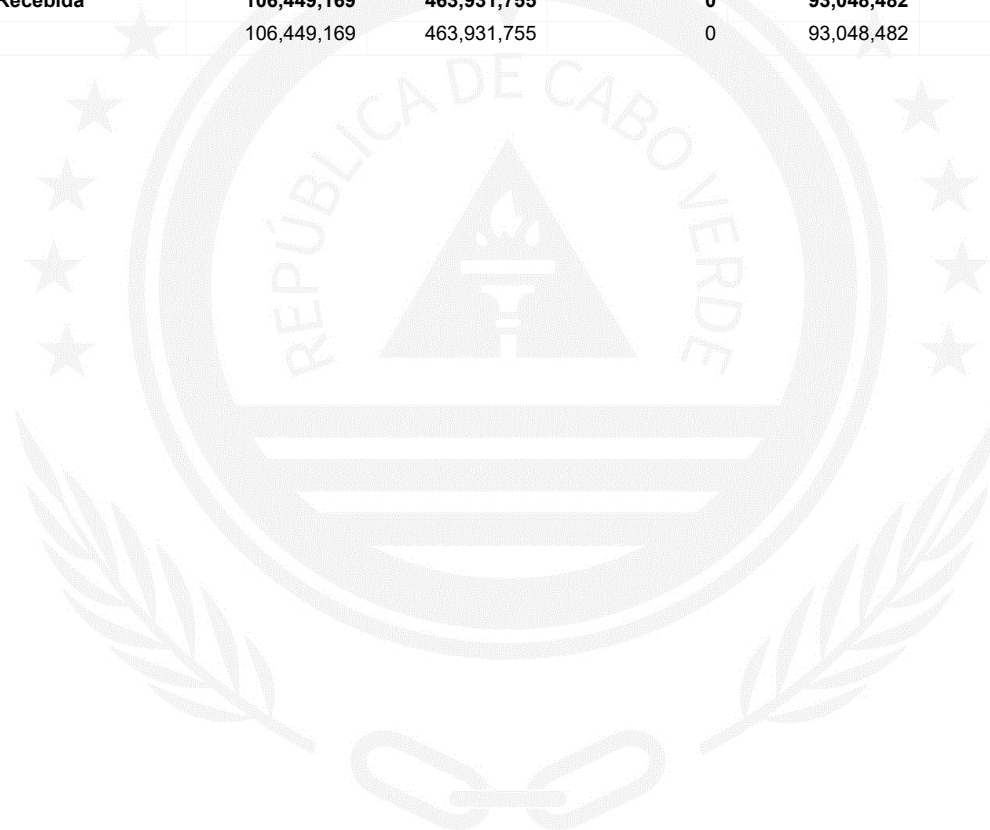 Recebida 106,449,169 463,931,755 0 93,048,482
106,449,169 463,931,755 0 93,048,482
REPÚBLICA DE CABO VERDE